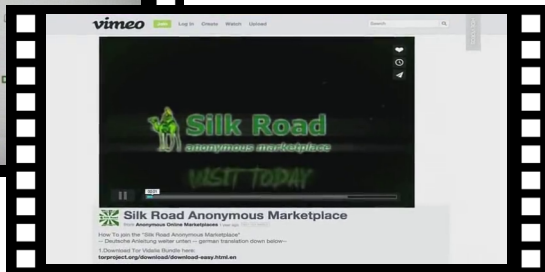 vimeo Join Log In Create Watch Upload
Search
Silk Road
anonymous marketplace
VISIT TODAY
Silk Road Anonymous Marketplace
from Anonymous Online Marketplaces
How To join the "Silk Road Anonymous Marketplace"
-- Deutsche Anleitung weiter unten -- german translation down below--
1.Download Tor Vidalia Bundle here:
torproject.org/download/download-easy.html.en